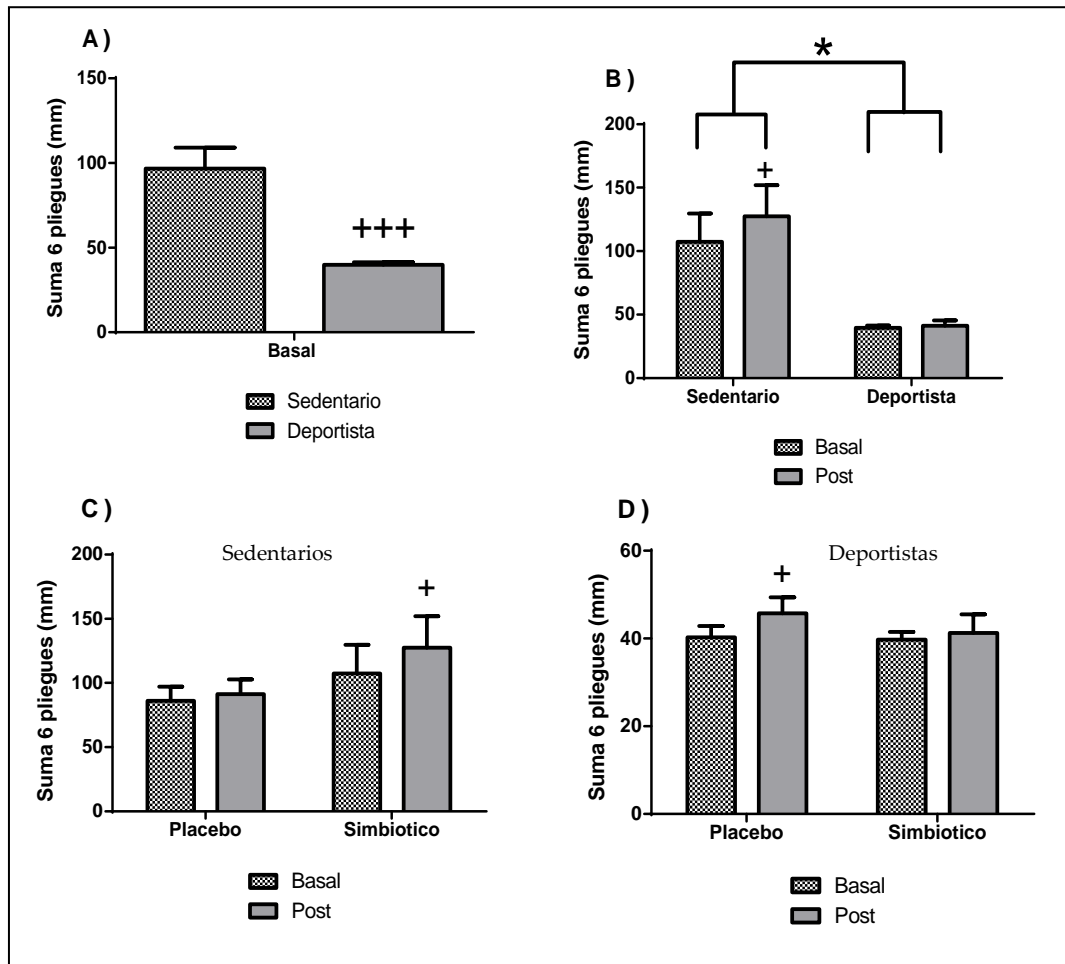 A)
Suma 6 pliegues (mm)
150
100
50
0
+++
Basal
Sedentario
Deportista
B)
*
Suma 6 pliegues (mm)
200
150
100
50
0
+
Sedentario
Deportista
Basal
Post
C)
Sedentarios
Suma 6 pliegues (mm)
200
150
100
50
0
+
Placebo
Simbiotico
Basal
Post
D)
Deportistas
Suma 6 pliegues (mm)
60
40
20
0
+
Placebo
Simbiotico
Basal
Post